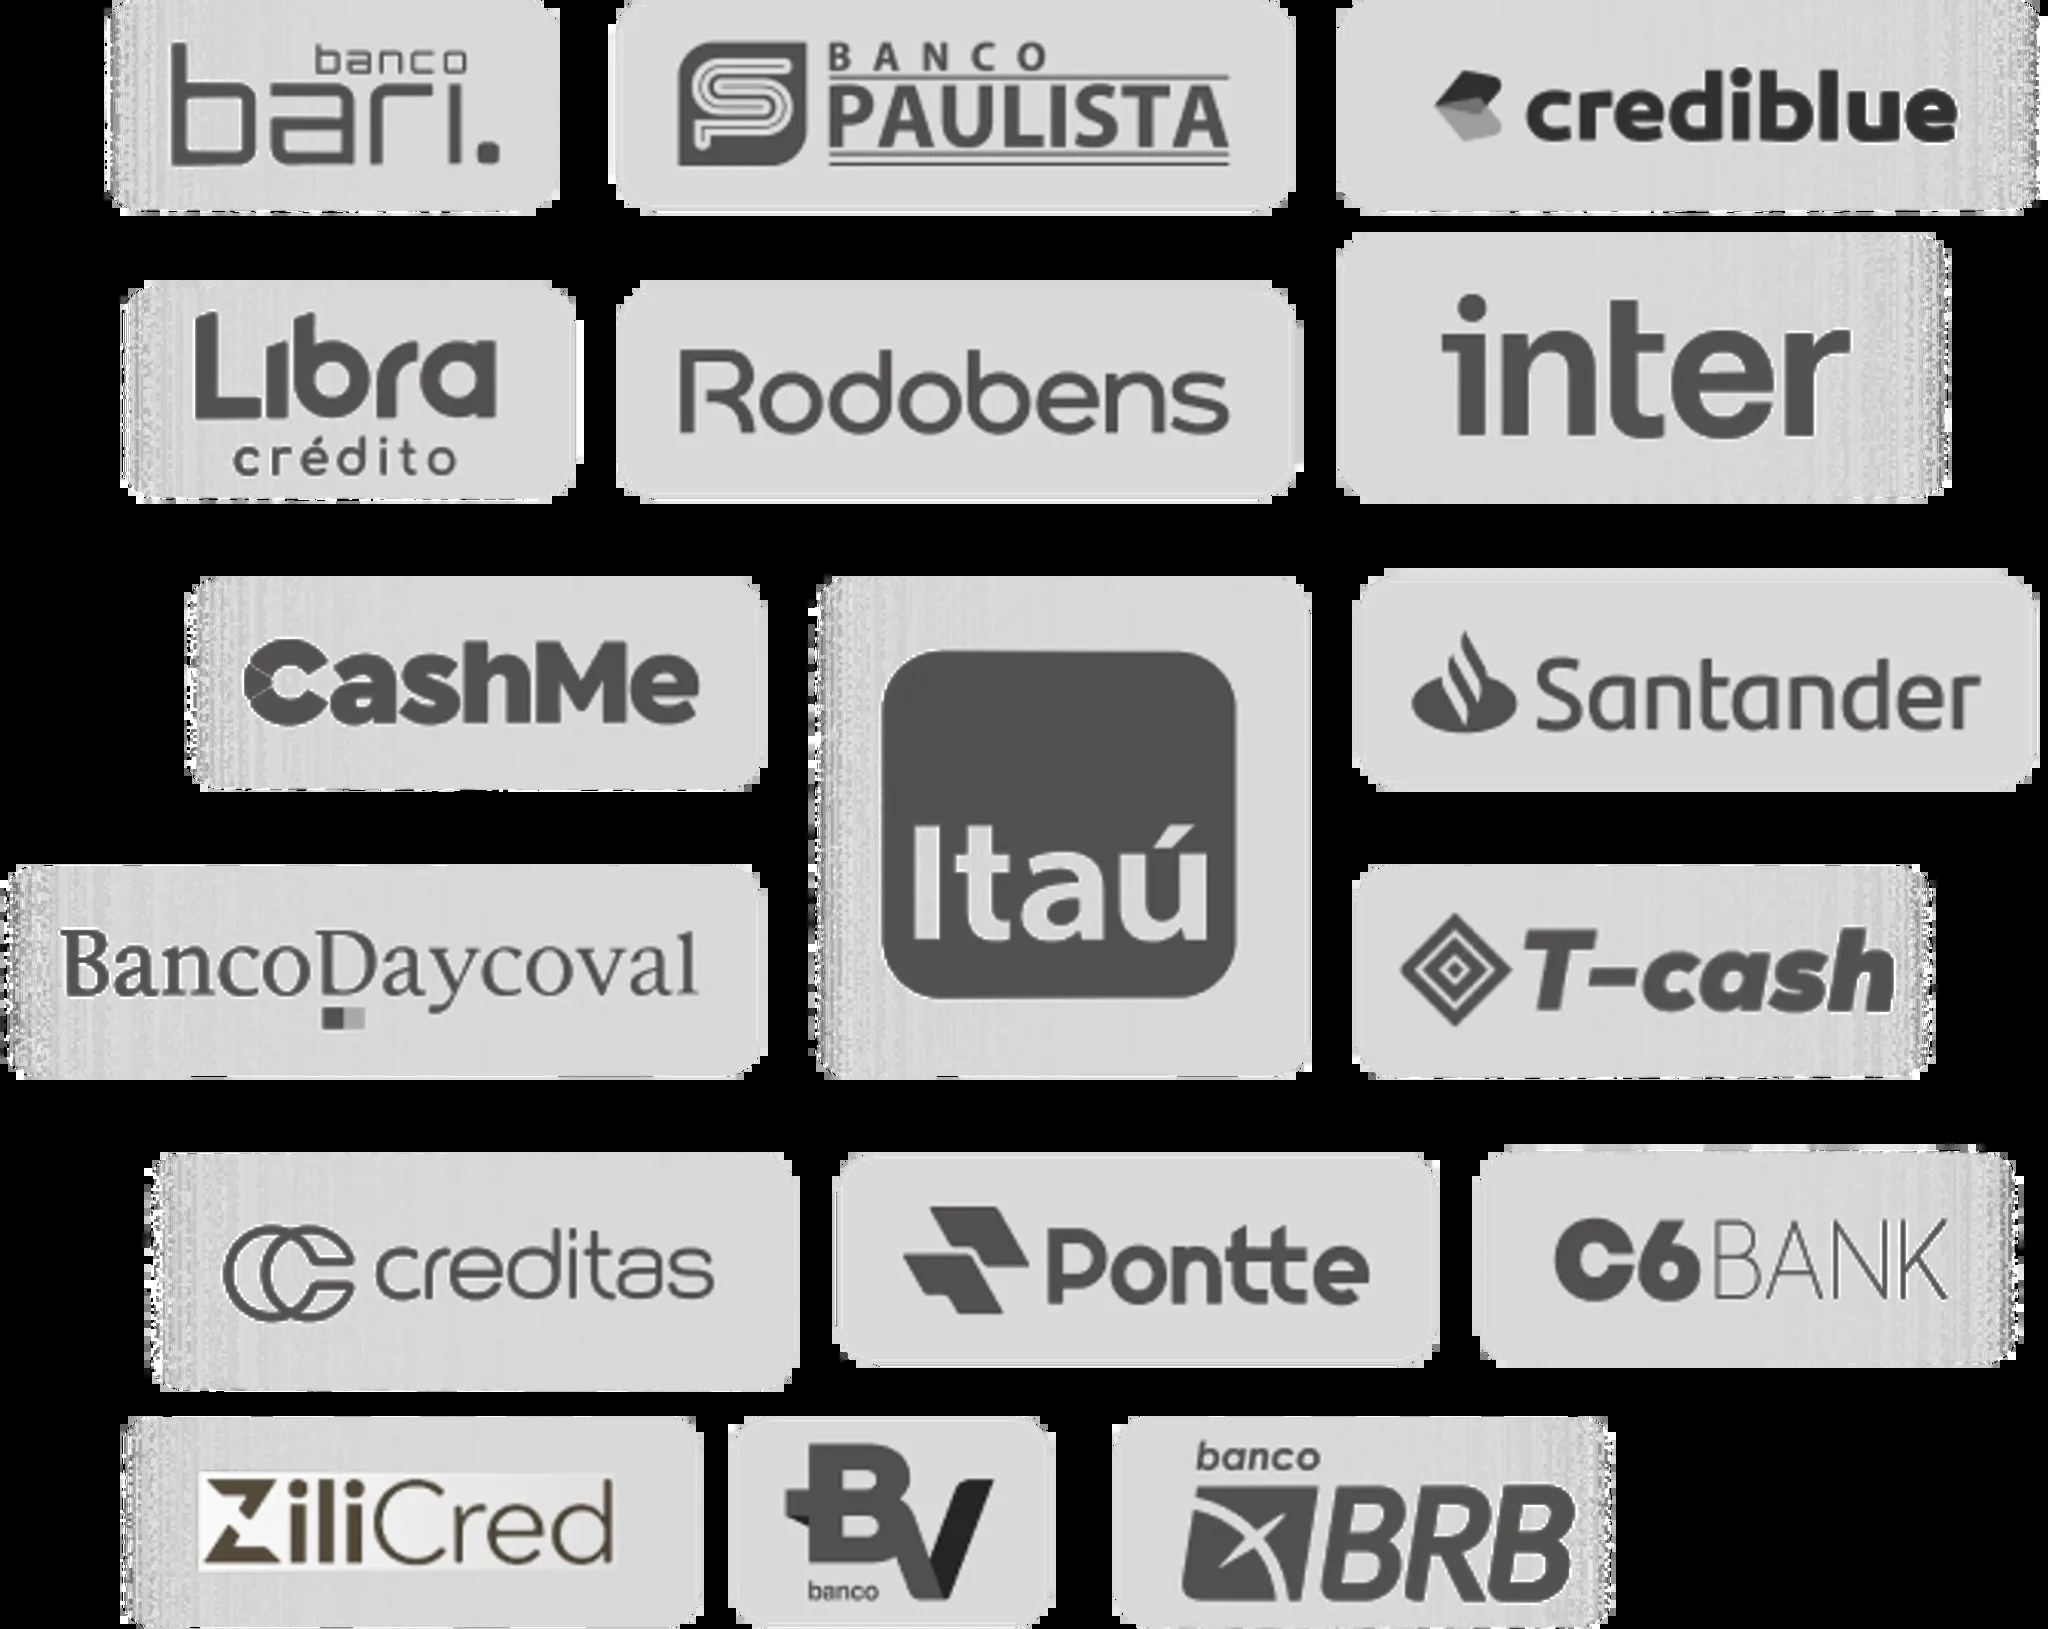 banco
bari.
BANCO
PAULISTA
crediblue
Libra
crédito
Rodobens
inter
CashMe
Itaú
Santander
BancoDaycoval
T-cash
creditas
Pontte
C6BANK
ZiliCred
BV
banco
banco
BRB